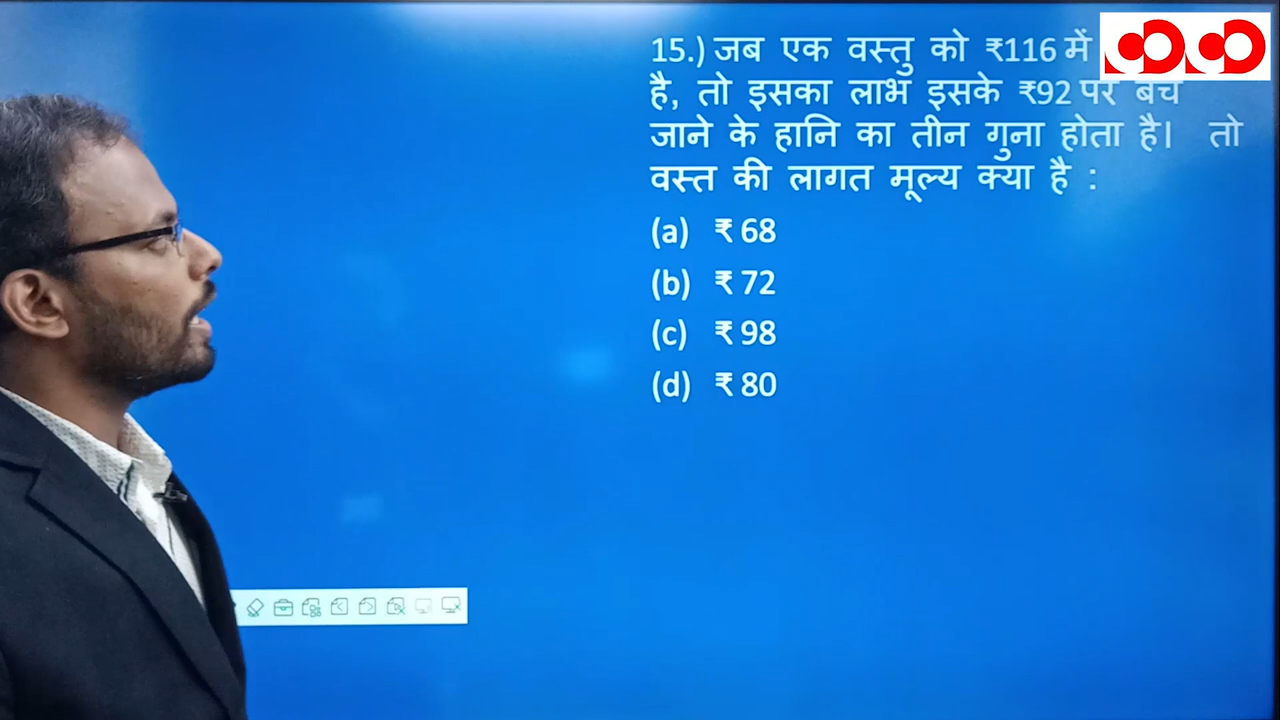 15.) जब एक वस्तु को ₹116 में
है, तो इसका लाभ इसके ₹92 पर बेच
जाने के हानि का तीन गुना होता है। तो
वस्त की लागत मूल्य क्या है :
(a) ₹ 68
(b) ₹ 72
(c) ₹ 98
(d) ₹ 80